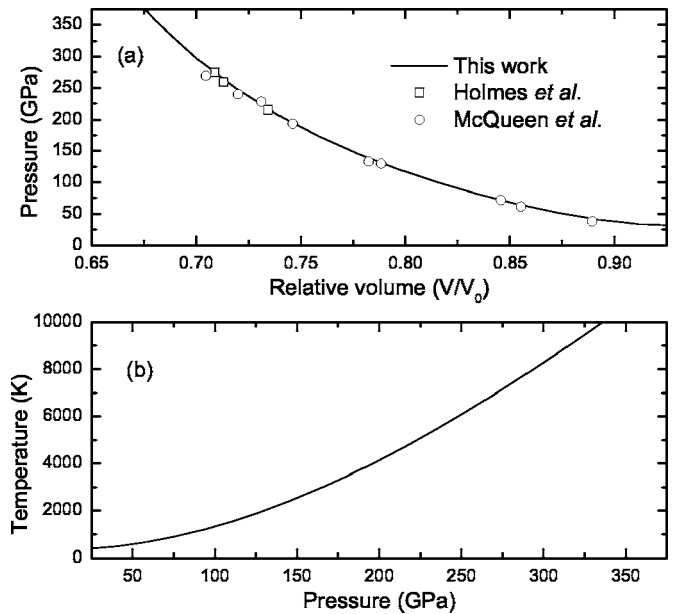 350
300
250
200
150
100
50
0
Pressure (GPa)
(a)
This work
Holmes et al.
McQueen et al.
0.65 0.70 0.75 0.80 0.85 0.90
Relative volume (V/V₀)
10000
8000
6000
4000
2000
0
Temperature (K)
(b)
50 100 150 200 250 300 350
Pressure (GPa)